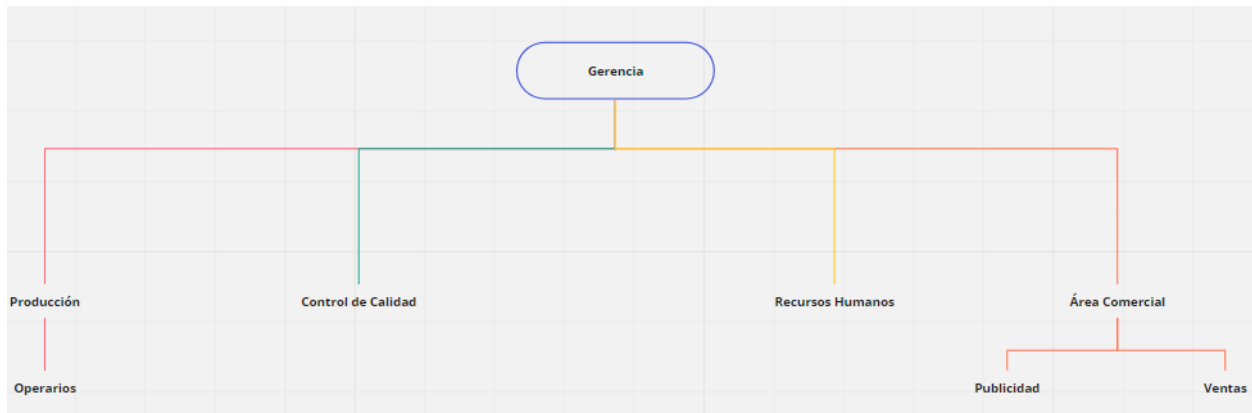 Gerencia
Producción
Control de Calidad
Recursos Humanos
Área Comercial
Operarios
Publicidad
Ventas